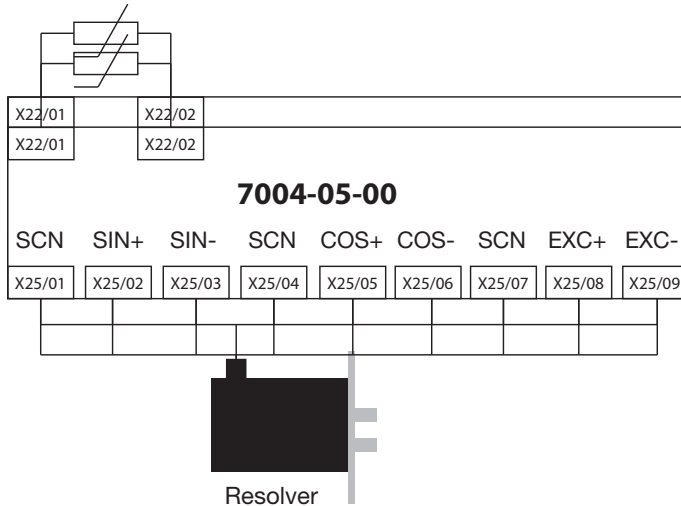 X22/01 X22/02
X22/01 X22/02
7004-05-00
SCN SIN+ SIN- SCN COS+ COS- SCN EXC+ EXC-
X25/01 X25/02 X25/03 X25/04 X25/05 X25/06 X25/07 X25/08 X25/09
Resolver